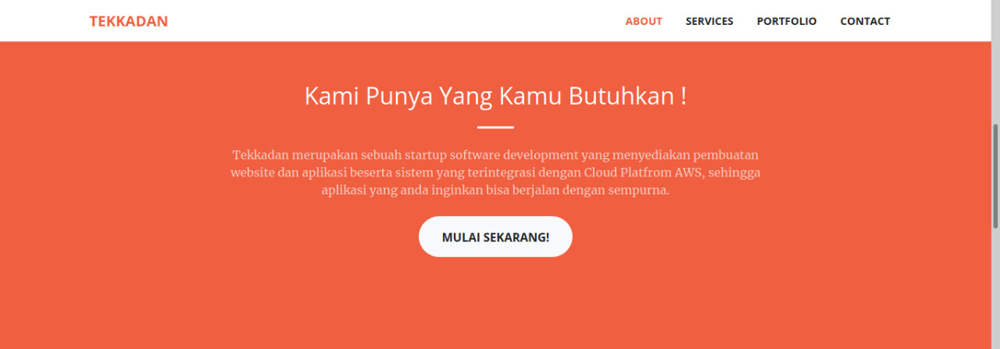 TEKKADAN
ABOUT SERVICES PORTFOLIO CONTACT
Kami Punya Yang Kamu Butuhkan !
Tekkadan merupakan sebuah startup software development yang menyediakan pembuatan
website dan aplikasi beserta sistem yang terintegrasi dengan Cloud Platfrom AWS, sehingga
aplikasi yang anda inginkan bisa berjalan dengan sempurna.
MULAI SEKARANG!